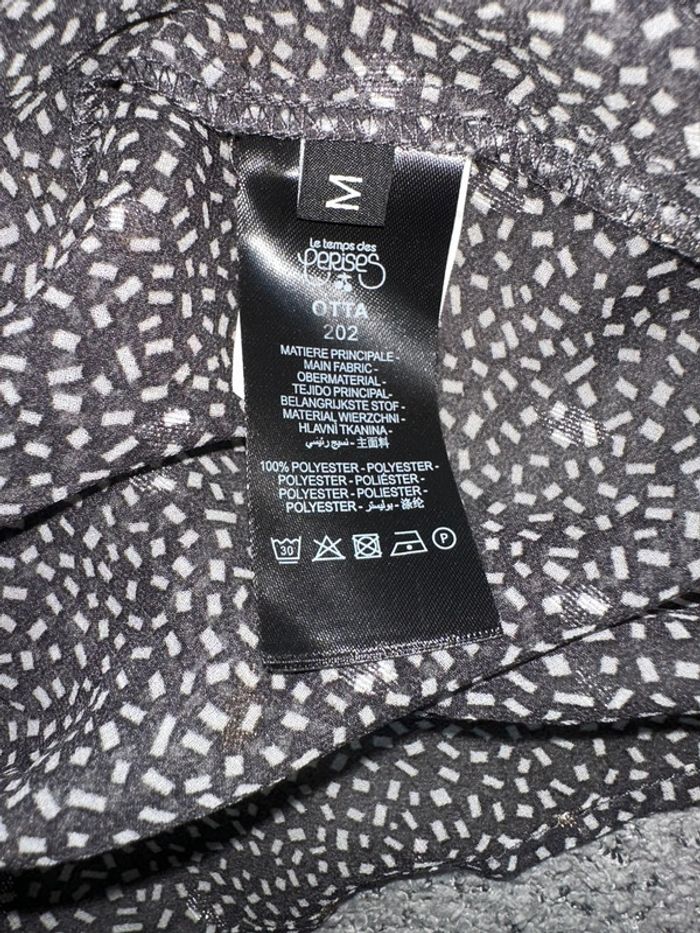 M
Le temps des
Cerises
OTTA
202
MATIERE PRINCIPALE -
MAIN FABRIC -
OBERMATERIAL -
TEJIDO PRINCIPAL-
BELANGRIJKSTE STOF -
MATERIAL WIERZCHNI -
HLAVNÍ TKANINA -
نسيج رئيسي - 主面料
100% POLYESTER - POLYESTER -
POLYESTER - POLIÉSTER -
POLYESTER - POLIESTER -
POLYESTER - بوليستر - 涤纶
30
P